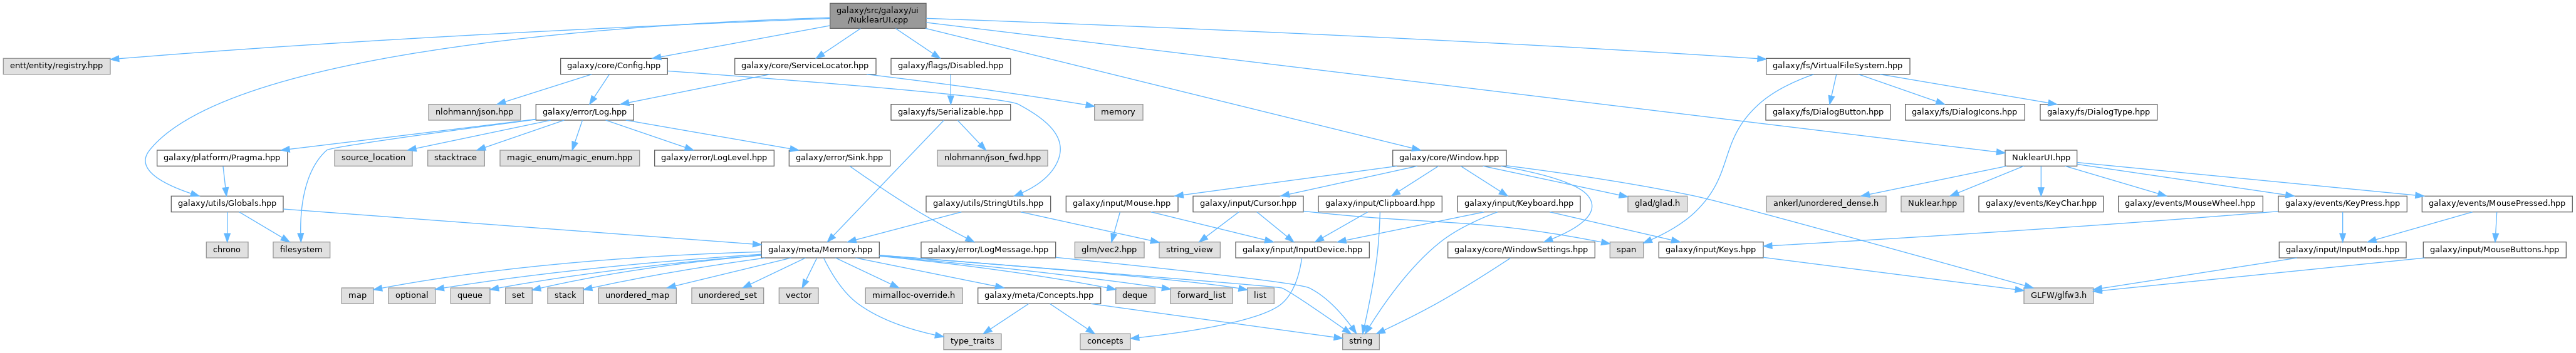 galaxy/src/galaxy/ui
/NuklearUI.cpp
entt/entity/registry.hpp
galaxy/core/Config.hpp
galaxy/core/ServiceLocator.hpp
galaxy/flags/Disabled.hpp
galaxy/fs/VirtualFileSystem.hpp
nlohmann/json.hpp
galaxy/error/Log.hpp
memory
galaxy/fs/Serializable.hpp
galaxy/fs/DialogButton.hpp
galaxy/fs/DialogIcons.hpp
galaxy/fs/DialogType.hpp
galaxy/platform/Pragma.hpp
source_location
stacktrace
magic_enum/magic_enum.hpp
galaxy/error/LogLevel.hpp
galaxy/error/Sink.hpp
nlohmann/json_fwd.hpp
galaxy/core/Window.hpp
NuklearUI.hpp
galaxy/utils/Globals.hpp
galaxy/utils/StringUtils.hpp
galaxy/input/Mouse.hpp
galaxy/input/Cursor.hpp
galaxy/input/Clipboard.hpp
galaxy/input/Keyboard.hpp
glad/glad.h
ankerl/unordered_dense.h
Nuklear.hpp
galaxy/events/KeyChar.hpp
galaxy/events/MouseWheel.hpp
galaxy/events/KeyPress.hpp
galaxy/events/MousePressed.hpp
chrono
filesystem
galaxy/meta/Memory.hpp
galaxy/error/LogMessage.hpp
glm/vec2.hpp
string_view
galaxy/input/InputDevice.hpp
galaxy/core/WindowSettings.hpp
span
galaxy/input/Keys.hpp
galaxy/input/InputMods.hpp
galaxy/input/MouseButtons.hpp
map
optional
queue
set
stack
unordered_map
unordered_set
vector
mimalloc-override.h
galaxy/meta/Concepts.hpp
deque
forward_list
list
GLFW/glfw3.h
type_traits
concepts
string